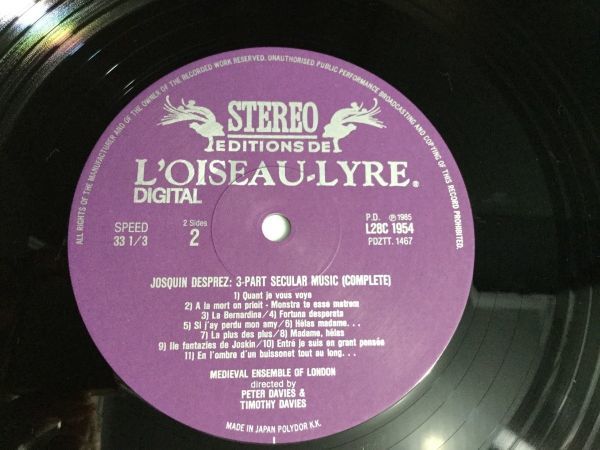 ALL RIGHTS OF THE MANUFACTURER AND OF THE OWNER OF THE RECORDED WORK RESERVED. UNAUTHORISED PUBLIC PERFORMANCE BROADCASTING AND COPYING OF THIS RECORD PROHIBITED.
STEREO
EDITIONS DE
L'OISEAU-LYRE®
DIGITAL
SPEED 2 Sides P.D. ℗ 1985
33 1/3 2 L28C 1954
PDZTT. 1467
JOSQUIN DESPREZ: 3-PART SECULAR MUSIC (COMPLETE)
1) Quant je vous voye
2) A la mort on prioit - Monstra te esse matrem
3) La Bernardina/4) Fortuna desperata
5) Si j'ay perdu mon amy/6) Hélas madame...
7) La plus des plus/8) Madame, hélas
9) Ile fantazies de Joskin/10) Entré je suis en grant pensée
11) En l'ombre d'un buissonet tout au long...
MEDIEVAL ENSEMBLE OF LONDON
directed by
PETER DAVIES &
TIMOTHY DAVIES
MADE IN JAPAN POLYDOR K.K.